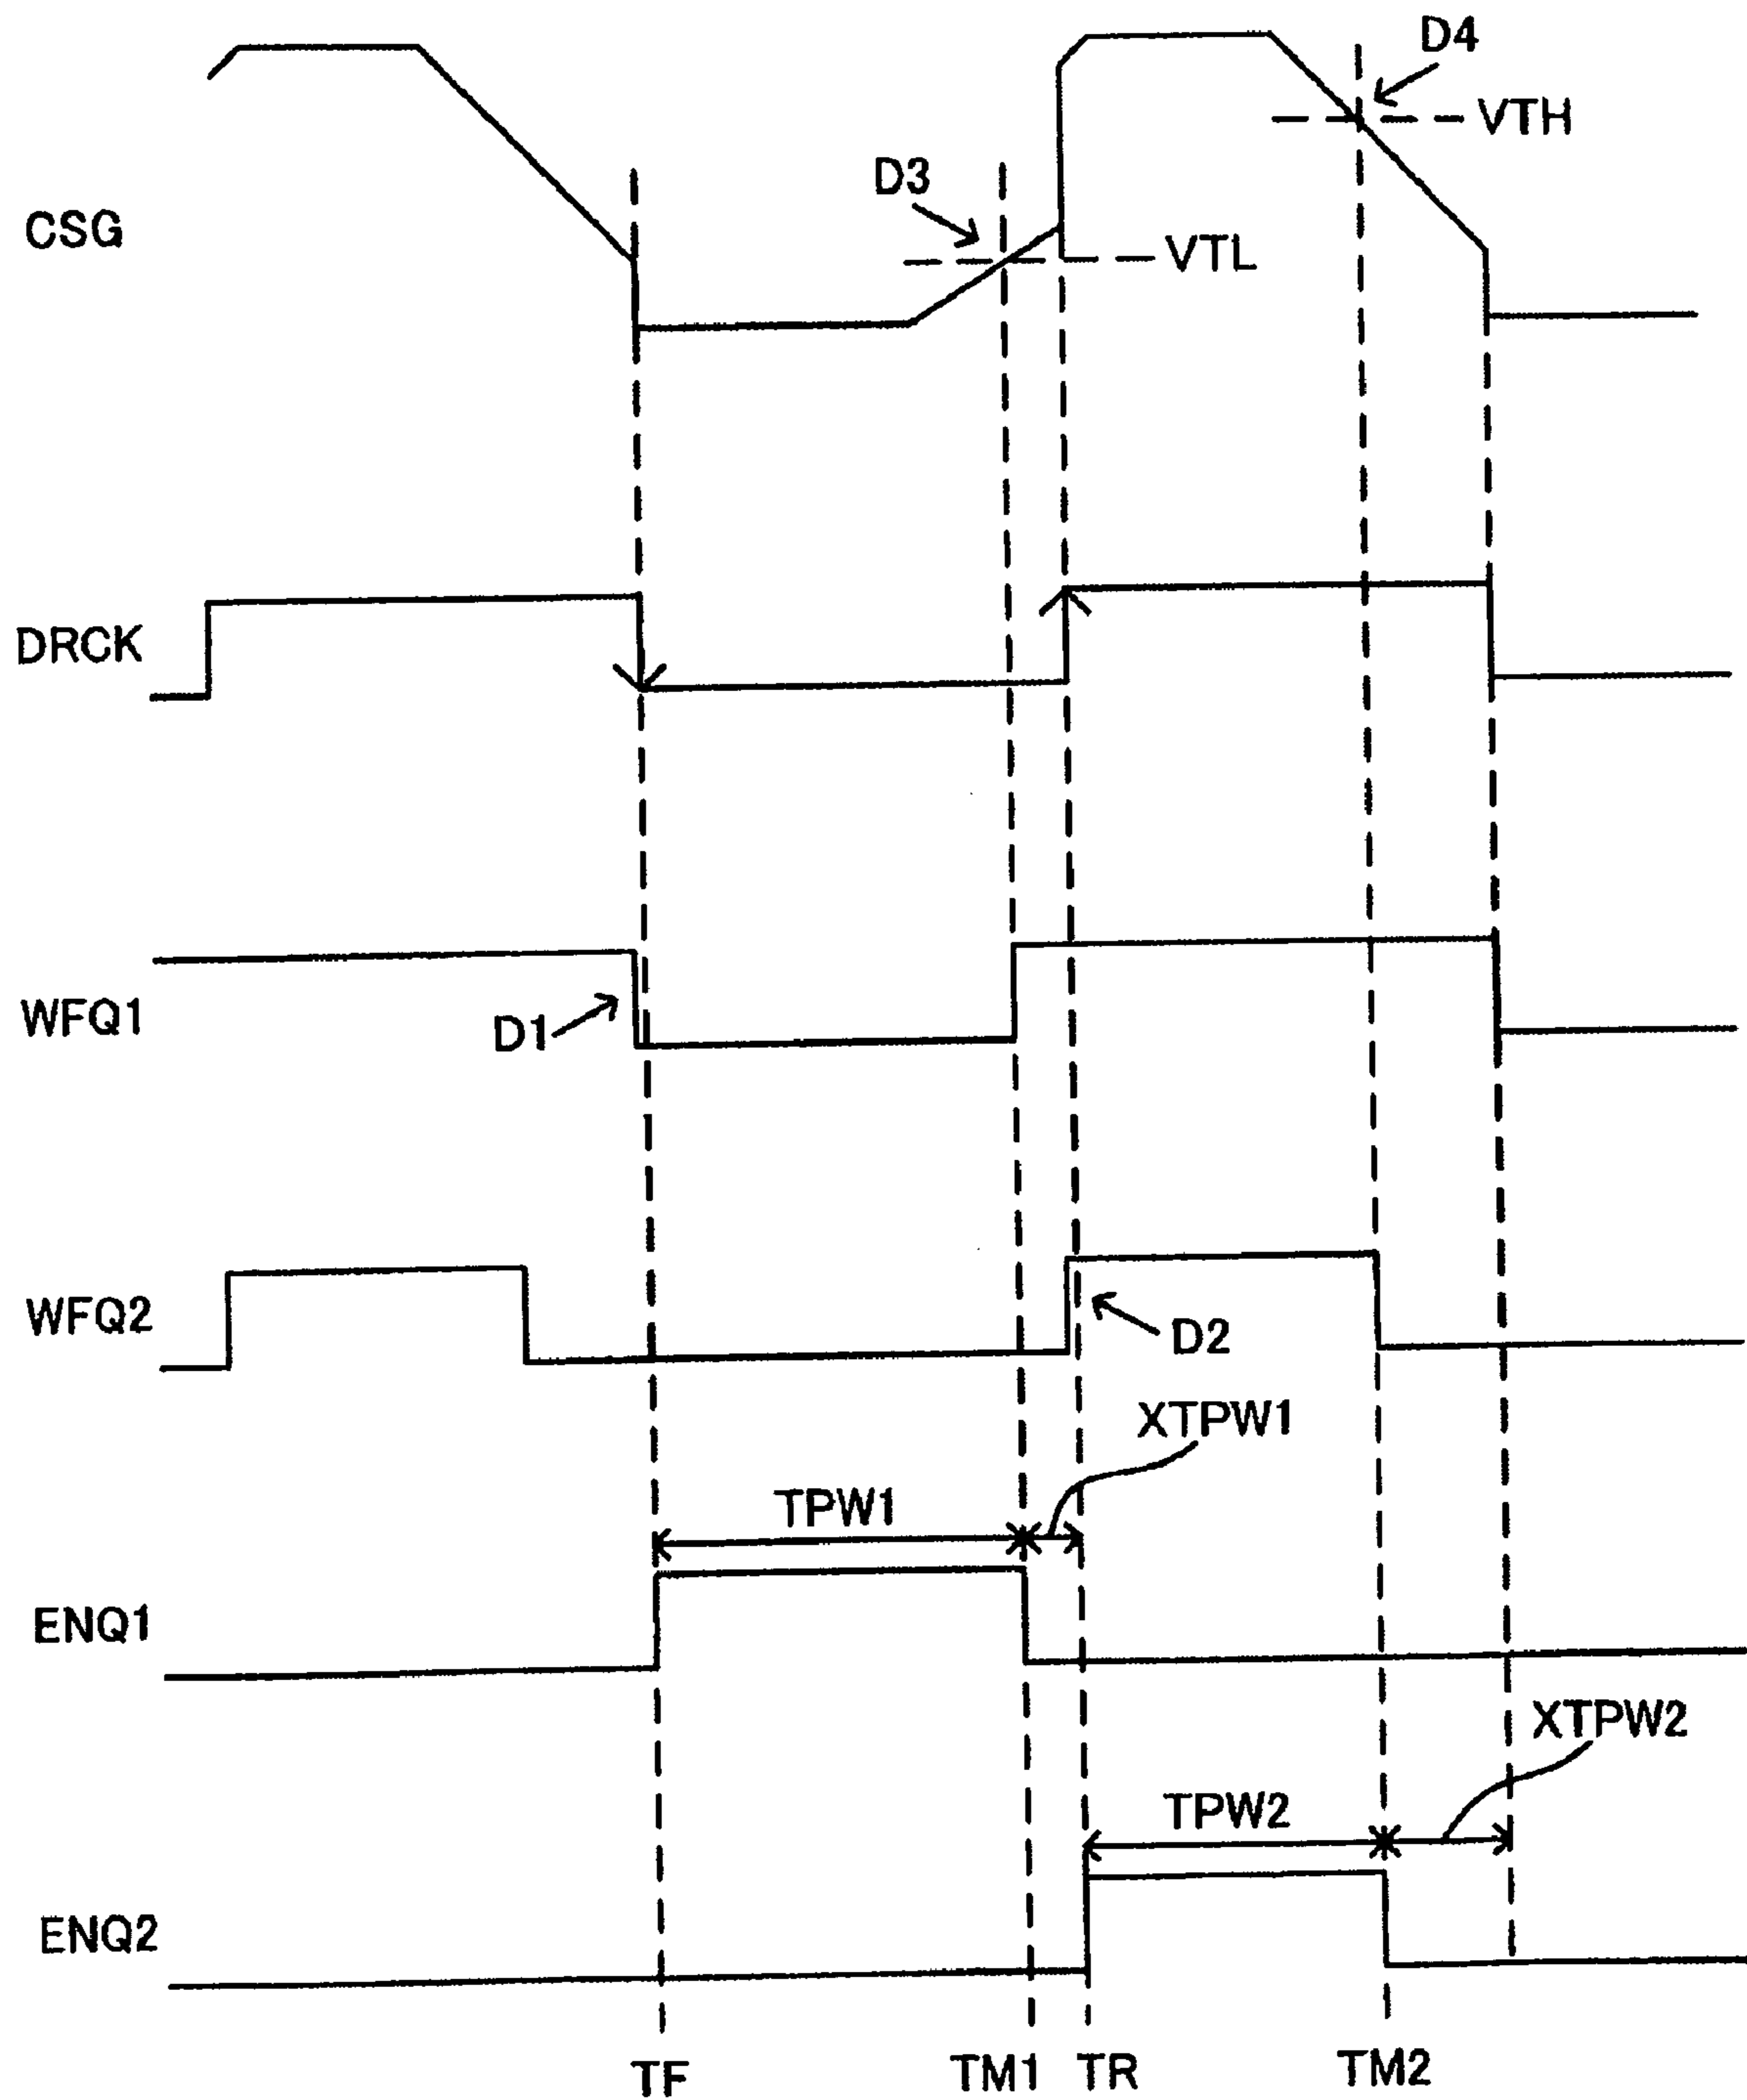 D4
VTH
D3
CSG
VTL
DRCK
WFQ1
D1
WFQ2
D2
XTPW1
TPW1
ENQ1
XTPW2
TPW2
ENQ2
TF
TM1
TR
TM2